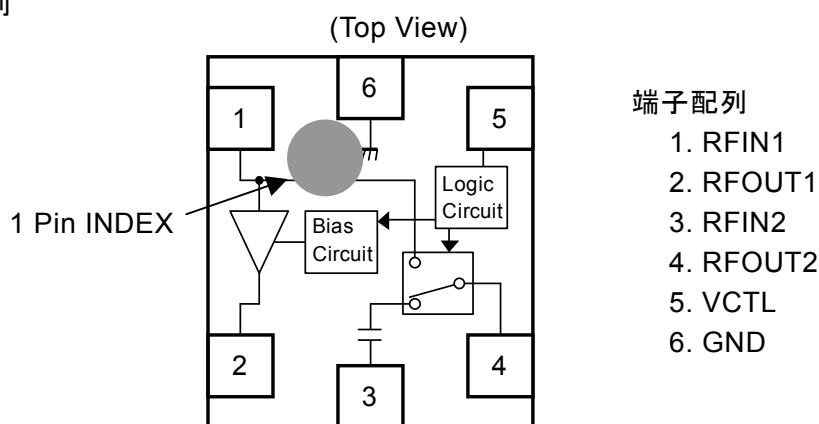 (Top View)
6
1
5
Logic
Circuit
1 Pin INDEX
Bias
Circuit
2
3
4
端子配列
1. RFIN1
2. RFOUT1
3. RFIN2
4. RFOUT2
5. VCTL
6. GND